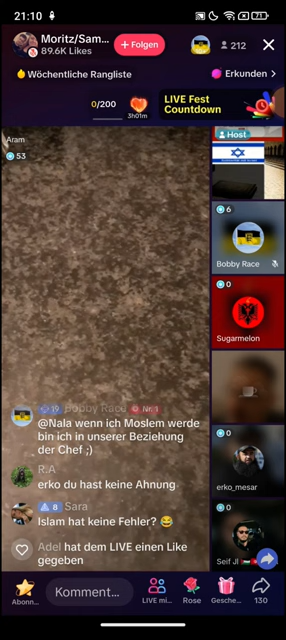 21:10
71
Moritz/Sam...
89.6K Likes
+ Folgen
212
Wöchentliche Rangliste
Erkunden >
0/200
3h01m
LIVE Fest
Countdown
Aram
53
Host
6
Bobby Race
0
Sugarmelon
0
erko_mesar
0
Seif JI
19 Bobby Race Nr. 1
@Nala wenn ich Moslem werde
bin ich in unserer Beziehung
der Chef ;)
R.A
erko du hast keine Ahnung
8 Sara
Islam hat keine Fehler? 😂
Adel hat dem LIVE einen Like
gegeben
Abonn...
Komment...
LIVE mi...
Rose
Gesche...
130